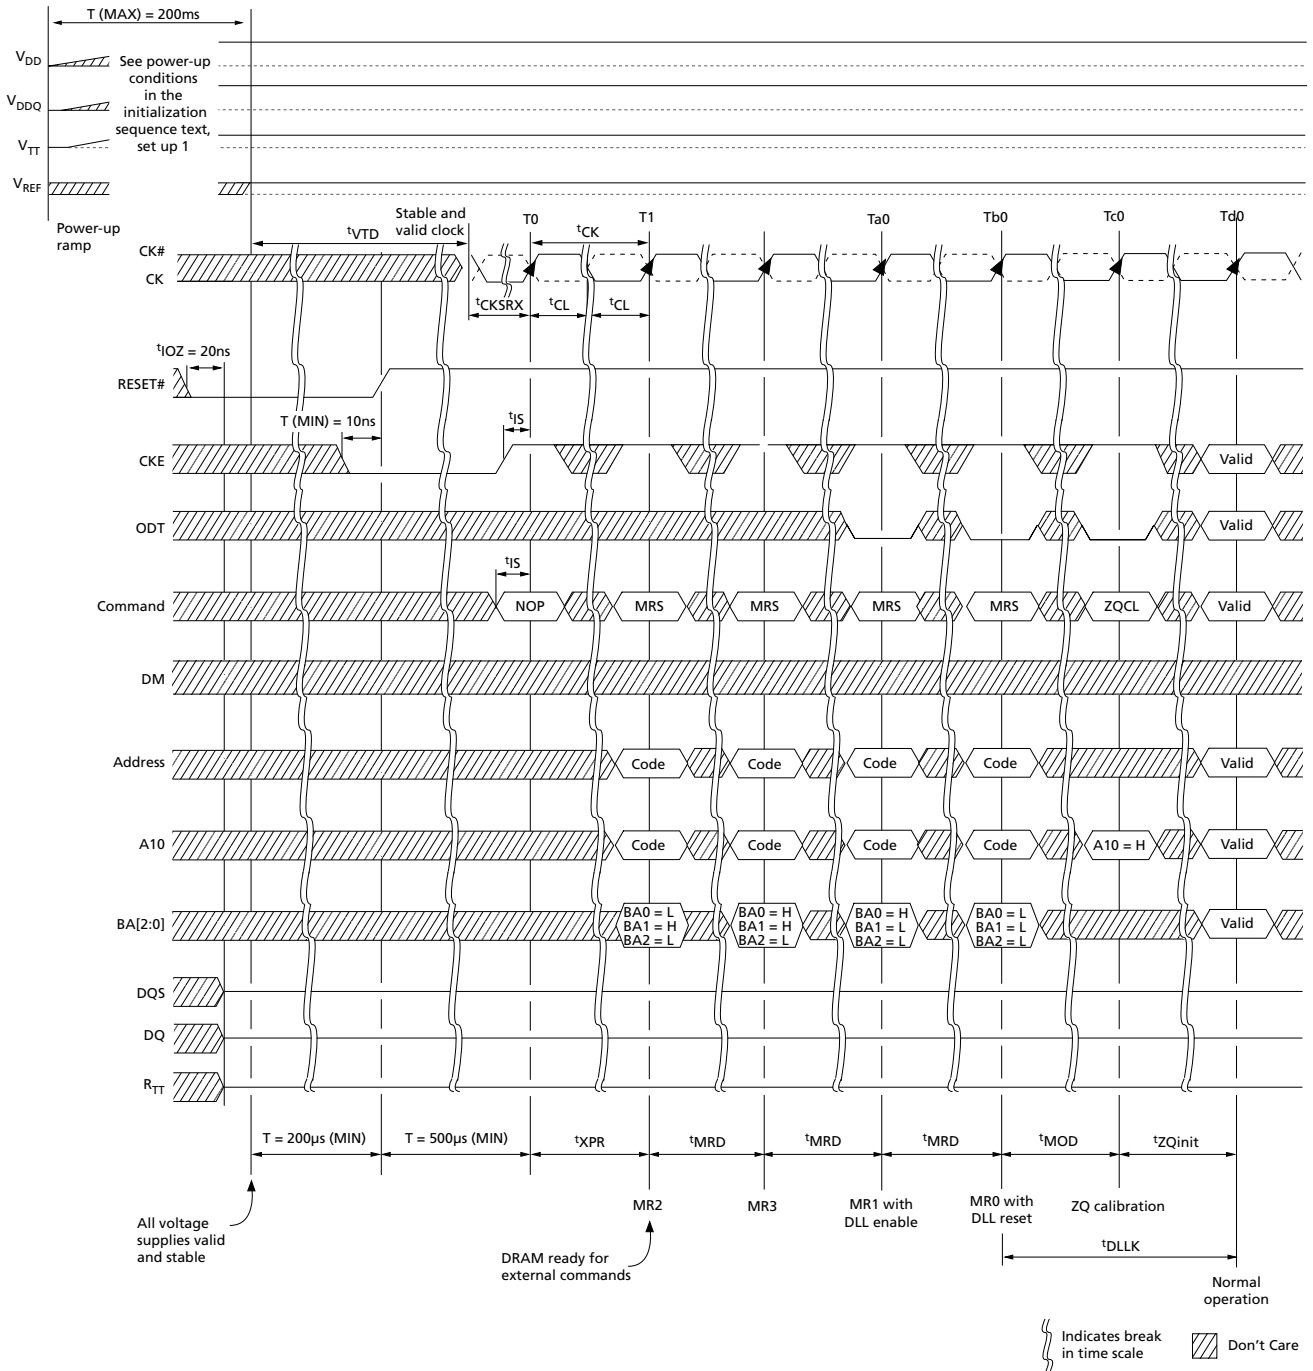 T (MAX) = 200ms
VDD
See power-up
conditions
in the
initialization
sequence text,
set up 1
VDDQ
VTT
VREF
Power-up
ramp
Stable and
valid clock
tVTD
T0
T1
Ta0
Tb0
Tc0
Td0
tCK
CK#
CK
tCKSRX
tCL
tCL
tIOZ = 20ns
RESET#
T (MIN) = 10ns
tIS
CKE
Valid
ODT
Valid
tIS
Command
NOP
MRS
MRS
MRS
MRS
ZQCL
Valid
DM
Address
Code
Code
Code
Code
Valid
A10
Code
Code
Code
Code
A10 = H
Valid
BA[2:0]
BA0 = L
BA1 = H
BA2 = L
BA0 = H
BA1 = H
BA2 = L
BA0 = H
BA1 = L
BA2 = L
BA0 = L
BA1 = L
BA2 = L
Valid
DQS
DQ
RTT
T = 200µs (MIN)
T = 500µs (MIN)
tXPR
tMRD
tMRD
tMRD
tMOD
tZQinit
MR2
MR3
MR1 with
DLL enable
MR0 with
DLL reset
ZQ calibration
All voltage
supplies valid
and stable
DRAM ready for
external commands
tDLLK
Normal
operation
Indicates break
in time scale
Don't Care